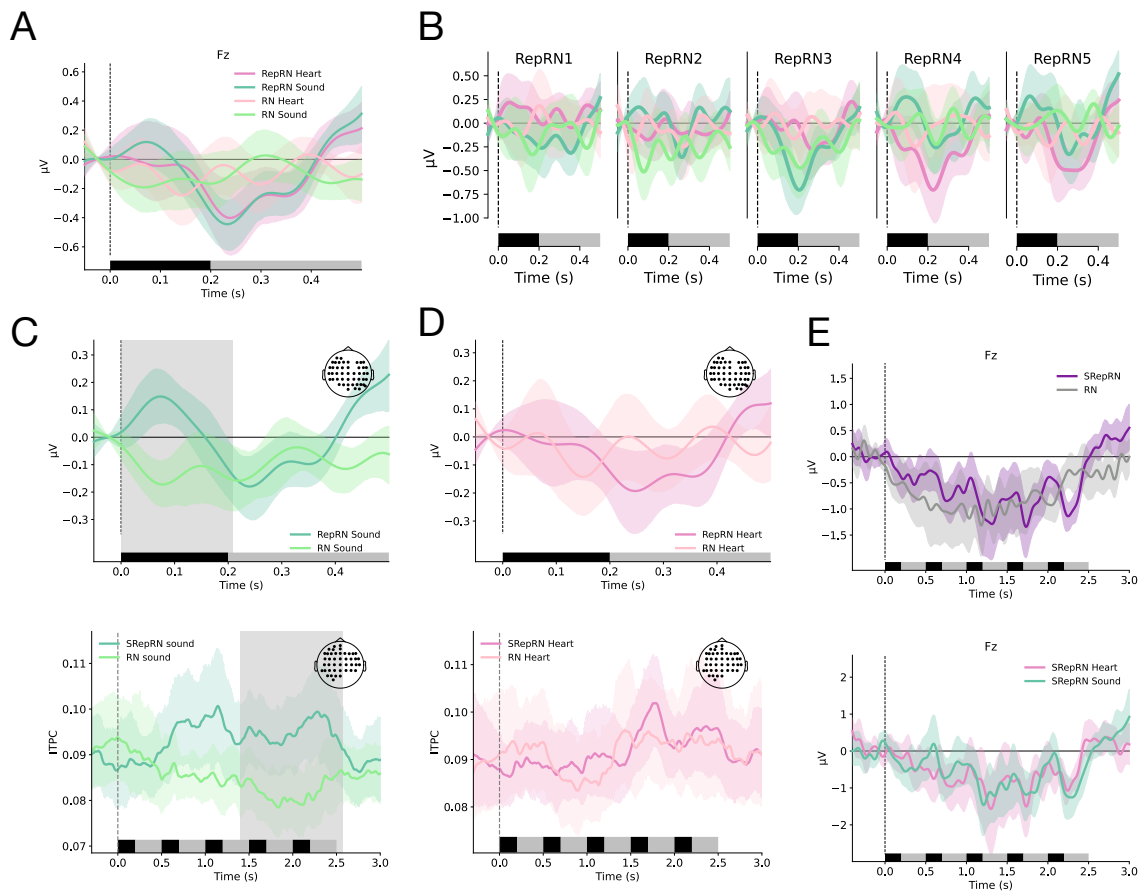 A
Fz
RepRN Heart
RepRN Sound
RN Heart
RN Sound
0.6
0.4
0.2
0.0
−0.2
−0.4
−0.6
μV
0.0 0.1 0.2 0.3 0.4
Time (s)
B
RepRN1 RepRN2 RepRN3 RepRN4 RepRN5
0.50
0.25
0.00
−0.25
−0.50
−0.75
−1.00
μV
0.0 0.2 0.4 0.0 0.2 0.4 0.0 0.2 0.4 0.0 0.2 0.4 0.0 0.2 0.4
Time (s) Time (s) Time (s) Time (s) Time (s)
C
0.3
0.2
0.1
0.0
−0.1
−0.2
−0.3
μV
RepRN Sound
RN Sound
0.0 0.1 0.2 0.3 0.4
Time (s)
SRepRN sound
RN sound
0.11
0.10
0.09
0.08
0.07
ITPC
0.0 0.5 1.0 1.5 2.0 2.5 3.0
Time (s)
D
0.3
0.2
0.1
0.0
−0.1
−0.2
−0.3
μV
RepRN Heart
RN Heart
0.0 0.1 0.2 0.3 0.4
Time (s)
SRepRN Heart
RN Heart
0.11
0.10
0.09
0.08
ITPC
0.0 0.5 1.0 1.5 2.0 2.5 3.0
Time (s)
E
Fz
SRepRN
RN
1.5
1.0
0.5
0.0
−0.5
−1.0
−1.5
μV
0.0 0.5 1.0 1.5 2.0 2.5 3.0
Time (s)
Fz
SRepRN Heart
SRepRN Sound
2
1
0
−1
−2
μV
0.0 0.5 1.0 1.5 2.0 2.5 3.0
Time (s)